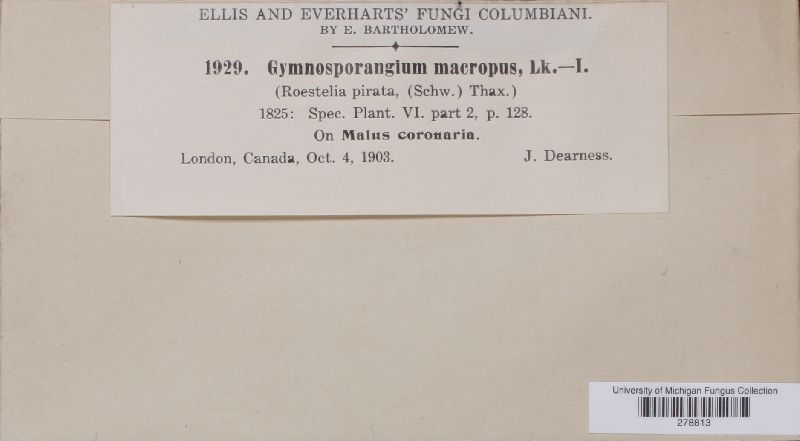 ELLIS AND EVERHARTS' FUNGI COLUMBIANI.
BY E. BARTHOLOMEW.
1929. Gymnosporangium macropus, Lk.—I.
(Roestelia pirata, (Schw.) Thax.)
1825: Spec. Plant. VI. part 2, p. 128.
On Malus coronaria.
London, Canada, Oct. 4, 1903. J. Dearness.
University of Michigan Fungus Collection
278813